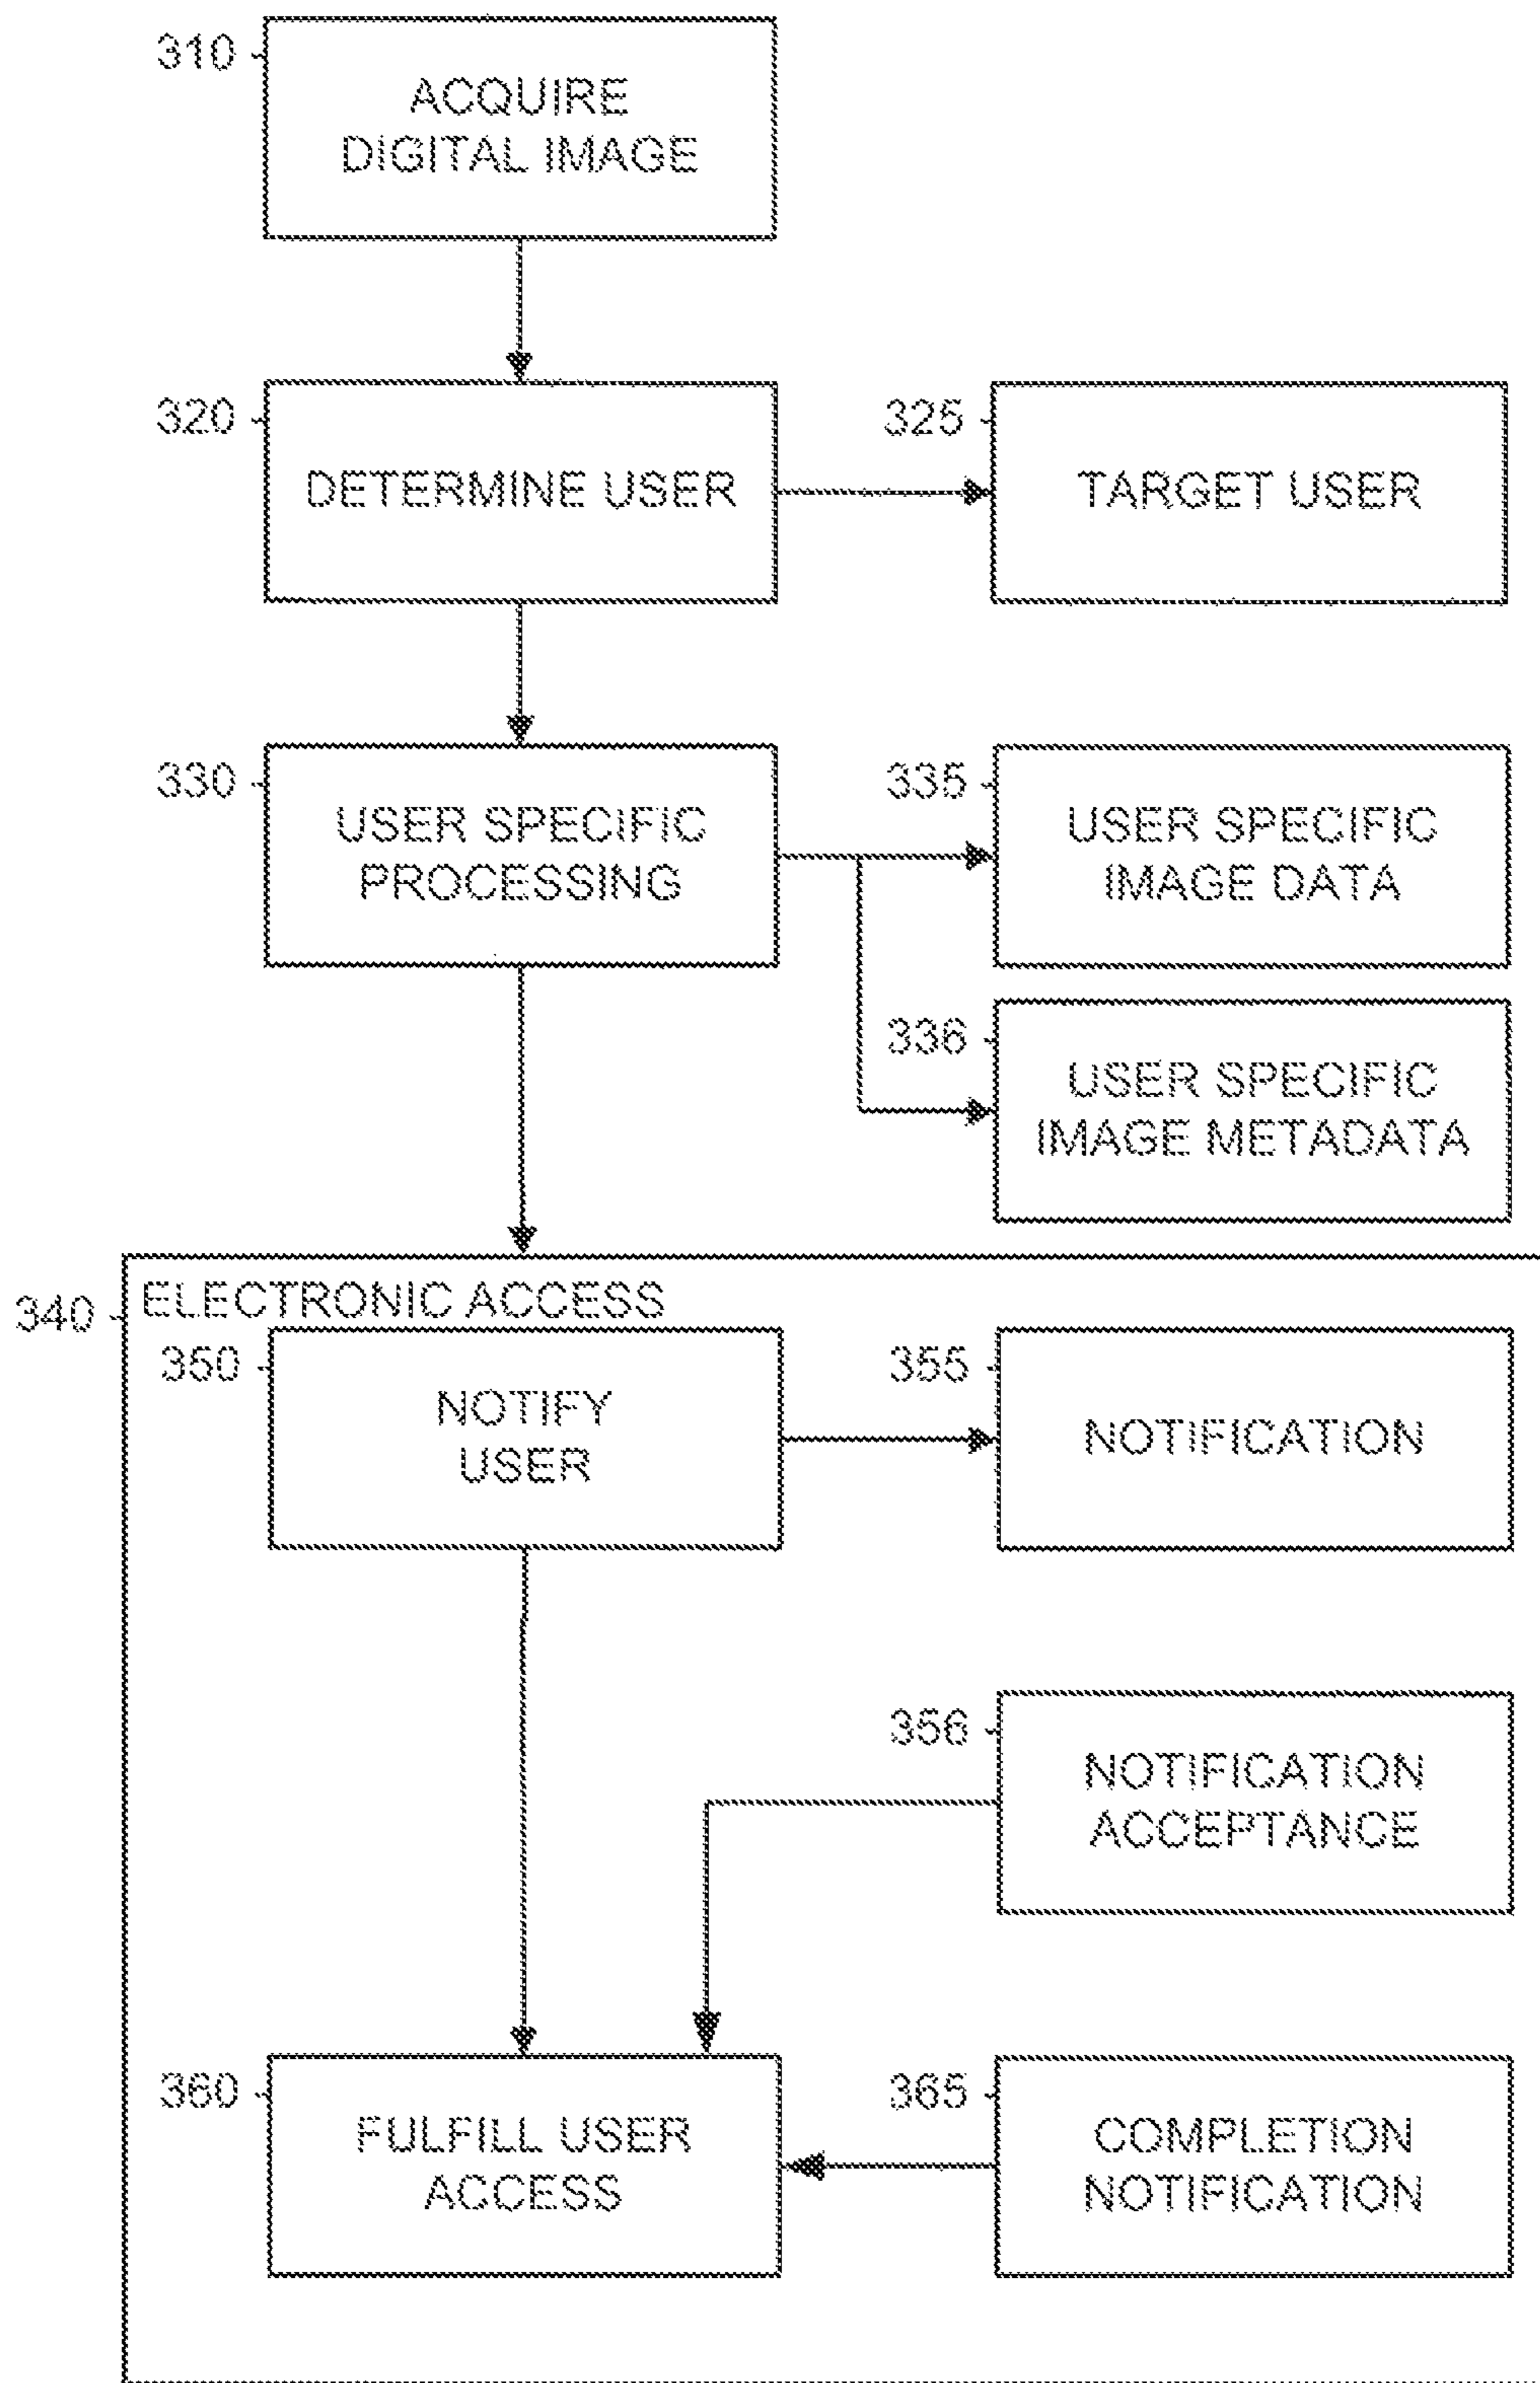 310
ACQUIRE
DIGITAL IMAGE
320
DETERMINE USER
325
TARGET USER
330
USER SPECIFIC
PROCESSING
335
USER SPECIFIC
IMAGE DATA
336
USER SPECIFIC
IMAGE METADATA
340
ELECTRONIC ACCESS
350
NOTIFY
USER
355
NOTIFICATION
356
NOTIFICATION
ACCEPTANCE
360
FULFILL USER
ACCESS
365
COMPLETION
NOTIFICATION